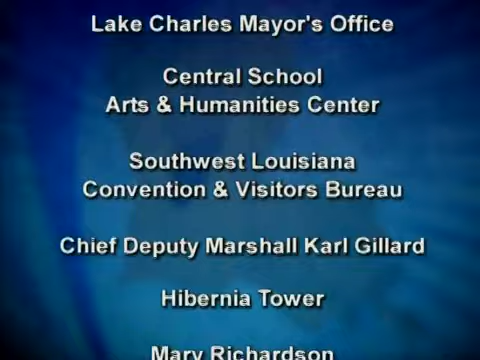 Lake Charles Mayor's Office
Central School
Arts & Humanities Center
Southwest Louisiana
Convention & Visitors Bureau
Chief Deputy Marshall Karl Gillard
Hibernia Tower
Mary Richardson